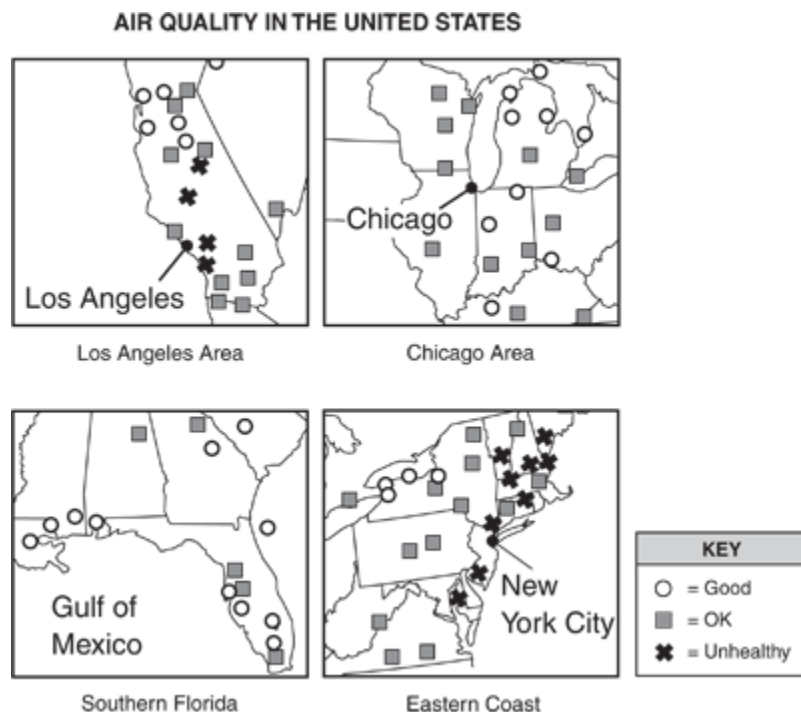 AIR QUALITY IN THE UNITED STATES
Los Angeles
Los Angeles Area
Chicago
Chicago Area
Gulf of
Mexico
Southern Florida
New
York City
Eastern Coast
KEY
= Good
= OK
= Unhealthy